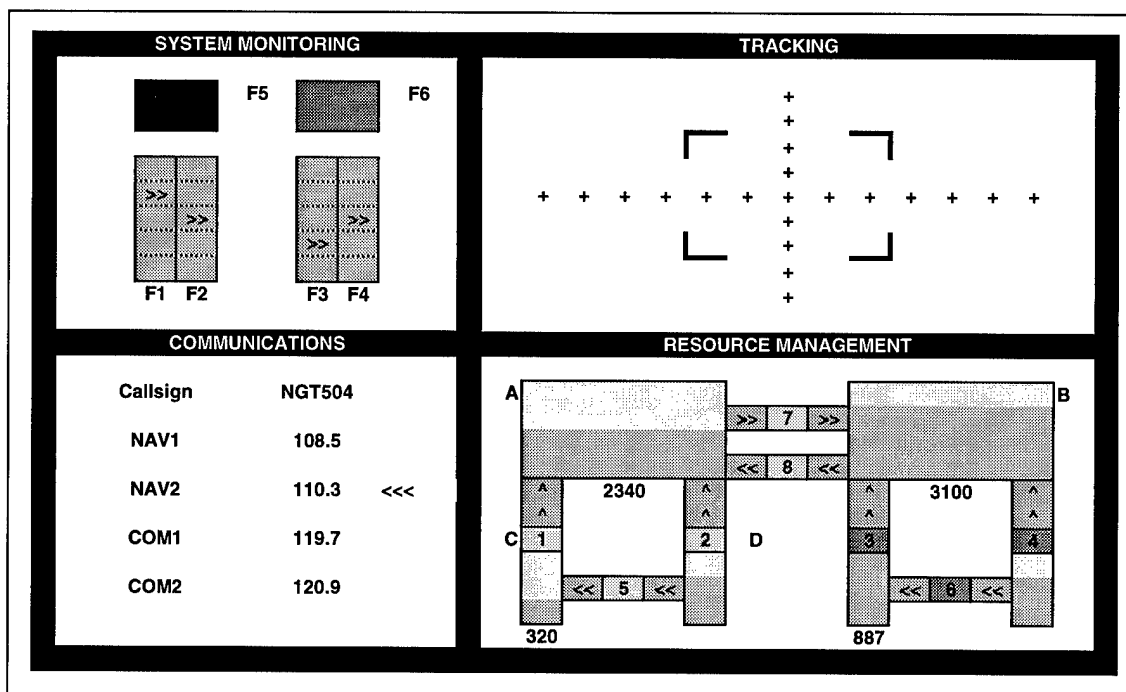 SYSTEM MONITORING
F5 F6
>> >>
>> >>
F1 F2 F3 F4
TRACKING
+
+
+
+
+ + + + + + + + + + + + +
+
+
+
+
COMMUNICATIONS
Callsign NGT504
NAV1 108.5
NAV2 110.3 <<<
COM1 119.7
COM2 120.9
RESOURCE MANAGEMENT
A B
>> 7 >>
<< 8 <<
^ 2340 ^ ^ 3100 ^
^ ^ ^ ^
C 1 2 D 3 4
<< 5 << << 6 <<
320 887